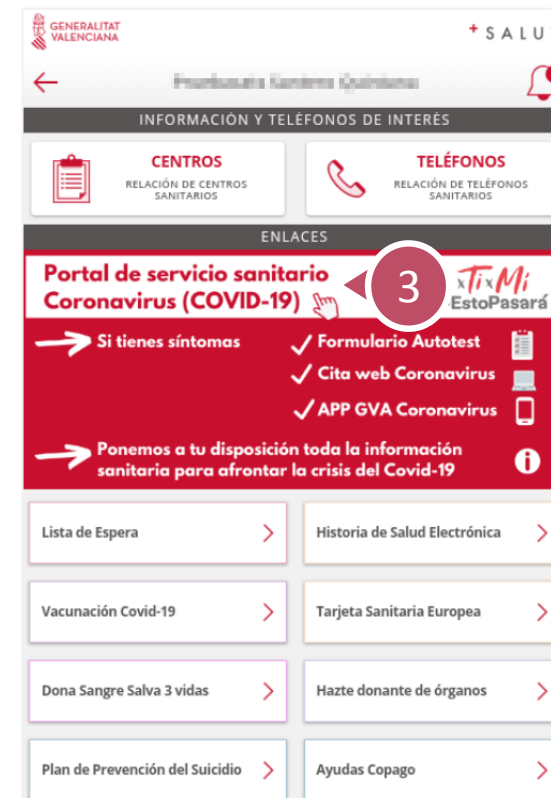 GENERALITAT
VALENCIANA
+ SALU
INFORMACIÓN Y TELÉFONOS DE INTERÉS
CENTROS
RELACIÓN DE CENTROS
SANITARIOS
TELÉFONOS
RELACIÓN DE TELÉFONOS
SANITARIOS
ENLACES
Portal de servicio sanitario
Coronavirus (COVID-19)
3
xTixMí
EstoPasará
Si tienes síntomas
Formulario Autotest
Cita web Coronavirus
APP GVA Coronavirus
Ponemos a tu disposición toda la información
sanitaria para afrontar la crisis del Covid-19
Lista de Espera
Historia de Salud Electrónica
Vacunación Covid-19
Tarjeta Sanitaria Europea
Dona Sangre Salva 3 vidas
Hazte donante de órganos
Plan de Prevención del Suicidio
Ayudas Copago